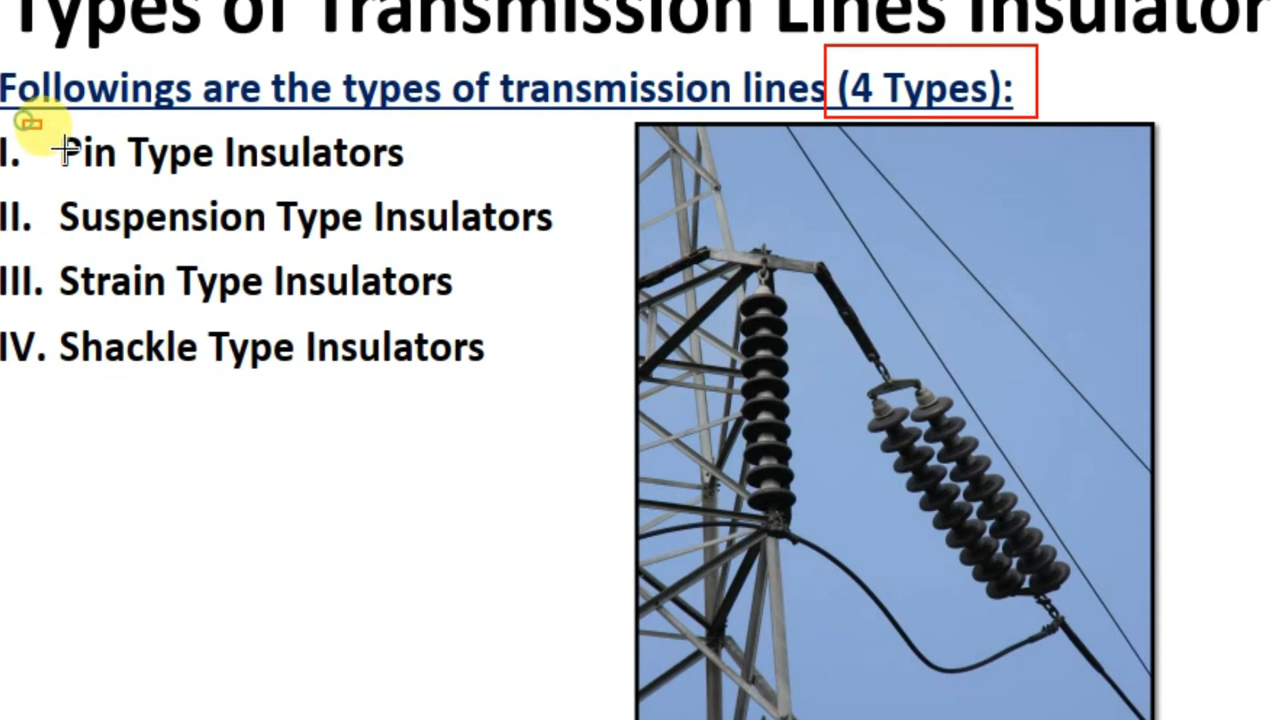 Types of Transmission Lines Insulator
Followings are the types of transmission lines (4 Types):
I. Pin Type Insulators
II. Suspension Type Insulators
III. Strain Type Insulators
IV. Shackle Type Insulators